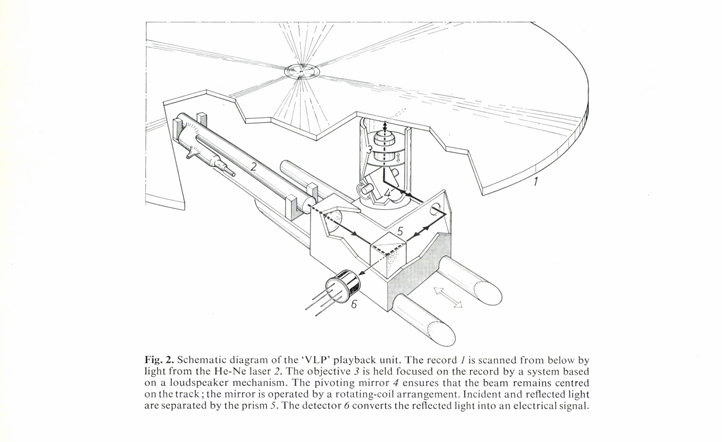 3
2
4
1
5
6
Fig. 2. Schematic diagram of the 'VLP' playback unit. The record 1 is scanned from below by
light from the He-Ne laser 2. The objective 3 is held focused on the record by a system based
on a loudspeaker mechanism. The pivoting mirror 4 ensures that the beam remains centred
on the track; the mirror is operated by a rotating-coil arrangement. Incident and reflected light
are separated by the prism 5. The detector 6 converts the reflected light into an electrical signal.